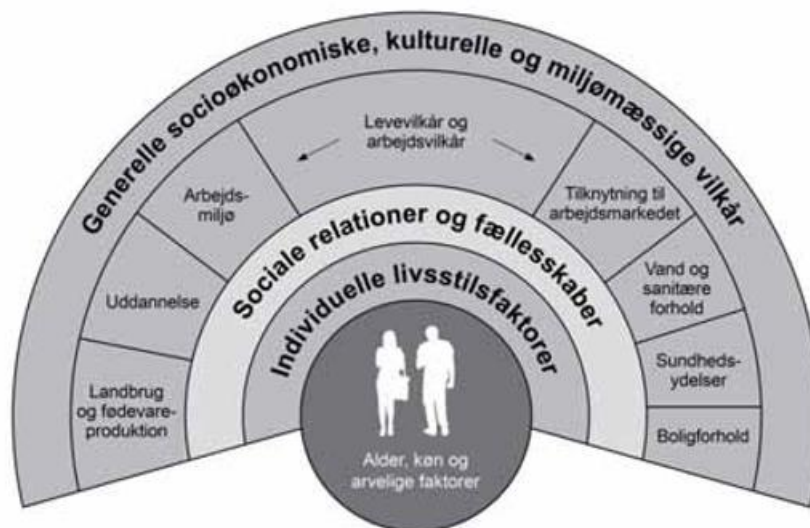 Generelle socioøkonomiske, kulturelle og miljømæssige vilkår
Levevilkår og
arbejdsvilkår
Arbejds-
miljø
Tilknytning til
arbejdsmarkedet
Uddannelse
Vand og
sanitære
forhold
Landbrug
og fødevare-
produktion
Sundheds-
ydelser
Boligforhold
Sociale relationer og fællesskaber
Individuelle livsstilsfaktorer
Alder, køn og
arvelige faktorer